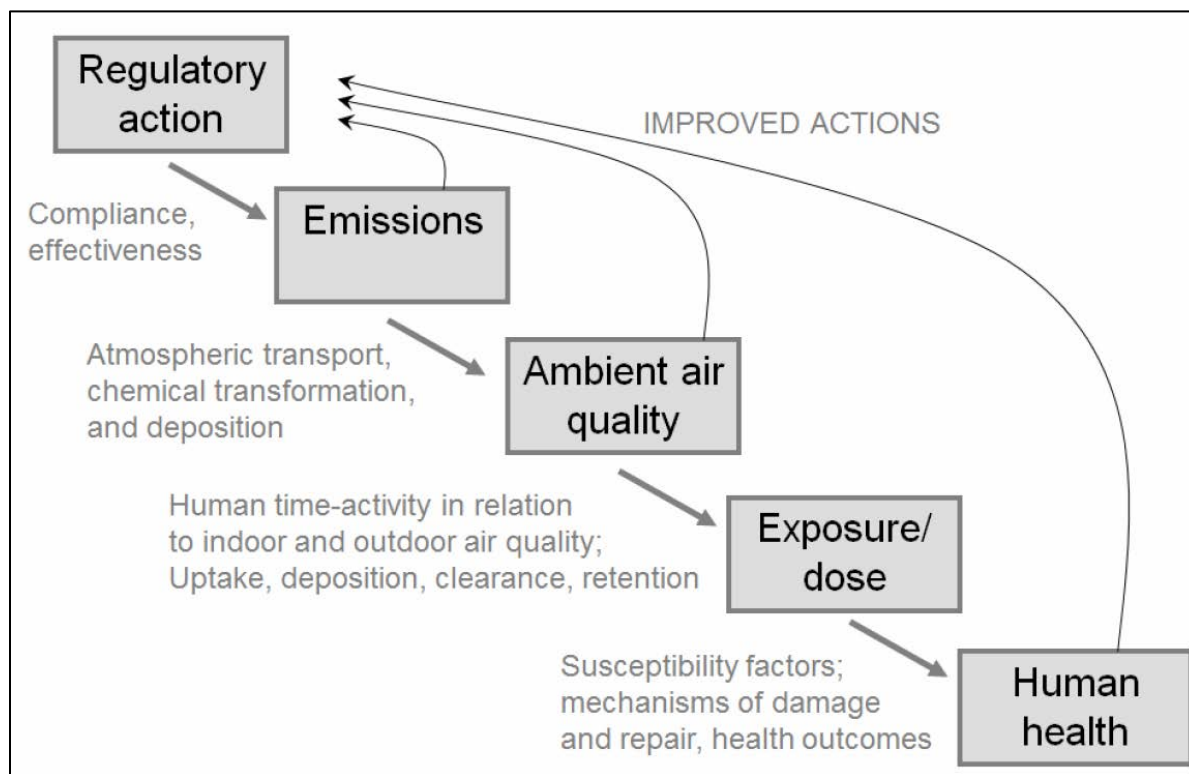 Regulatory
action
IMPROVED ACTIONS
Compliance,
effectiveness
Emissions
Atmospheric transport,
chemical transformation,
and deposition
Ambient air
quality
Human time-activity in relation
to indoor and outdoor air quality;
Uptake, deposition, clearance, retention
Exposure/
dose
Susceptibility factors;
mechanisms of damage
and repair, health outcomes
Human
health